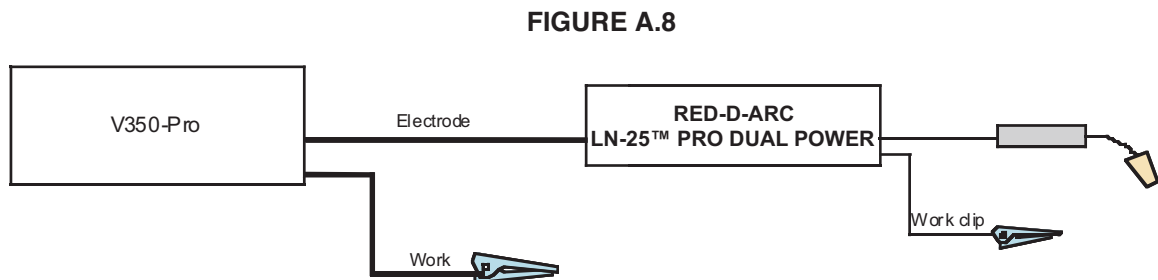 FIGURE A.8
V350-Pro
Electrode
RED-D-ARC
LN-25™ PRO DUAL POWER
Work clip
Work